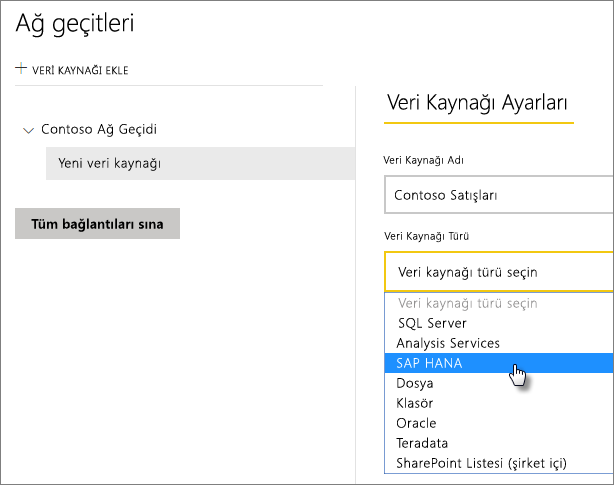 Ağ geçitleri
+ VERİ KAYNAĞI EKLE
Contoso Ağ Geçidi
Yeni veri kaynağı
Tüm bağlantıları sına
Veri Kaynağı Ayarları
Veri Kaynağı Adı
Contoso Satışları
Veri Kaynağı Türü
Veri kaynağı türü seçin
Veri kaynağı türü seçin
SQL Server
Analysis Services
SAP HANA
Dosya
Klasör
Oracle
Teradata
SharePoint Listesi (şirket içi)